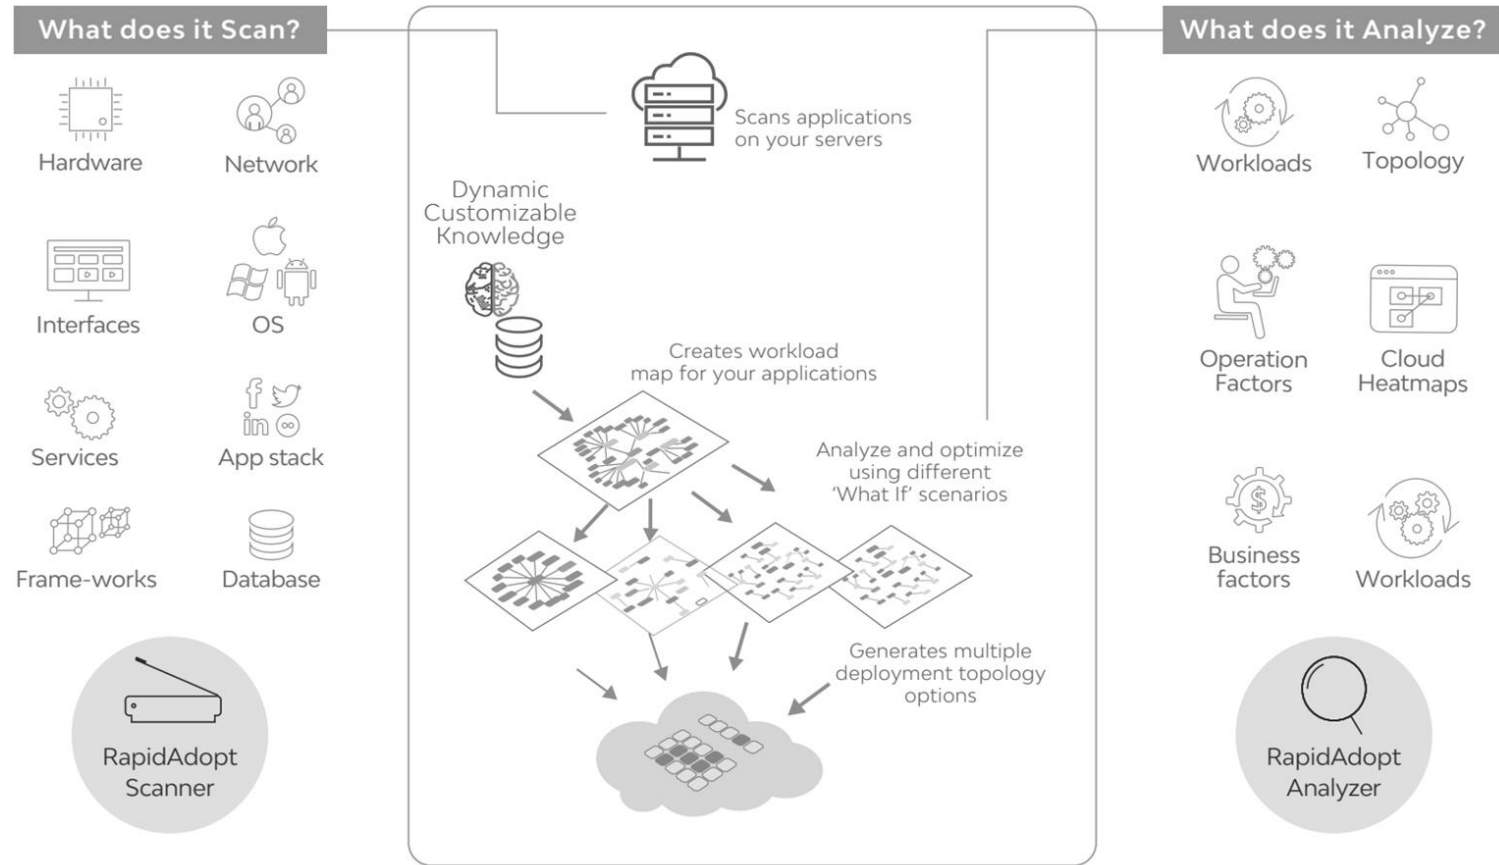 What does it Scan?
Hardware
Network
Interfaces
OS
Services
App stack
Frame-works
Database
RapidAdopt
Scanner
Scans applications
on your servers
Dynamic
Customizable
Knowledge
Creates workload
map for your applications
Analyze and optimize
using different
‘What If’ scenarios
Generates multiple
deployment topology
options
What does it Analyze?
Workloads
Topology
Operation
Factors
Cloud
Heatmaps
Business
factors
Workloads
RapidAdopt
Analyzer